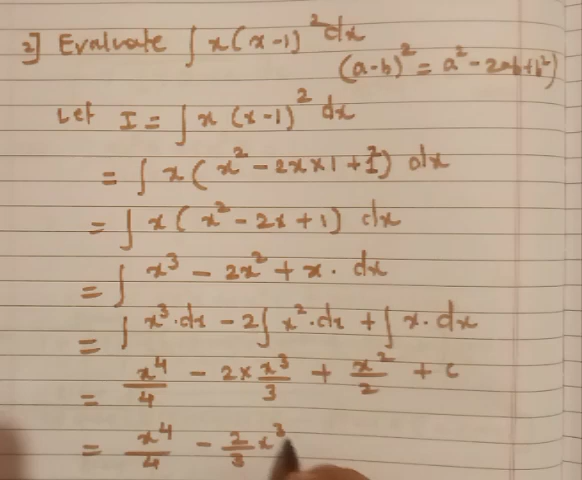 2] Evaluate ∫ x(x-1)² dx
(a-b)² = a² - 2ab + b²)
Let I = ∫ x (x-1)² dx
= ∫ x ( x² - 2x×1 + 1²) dx
= ∫ x ( x² - 2x + 1) dx
= ∫ x³ - 2x² + x · dx
= ∫ x³·dx - 2∫ x²·dx + ∫ x· dx
= x⁴/4 - 2× x³/3 + x²/2 + c
= x⁴/4 - 2/3 x³